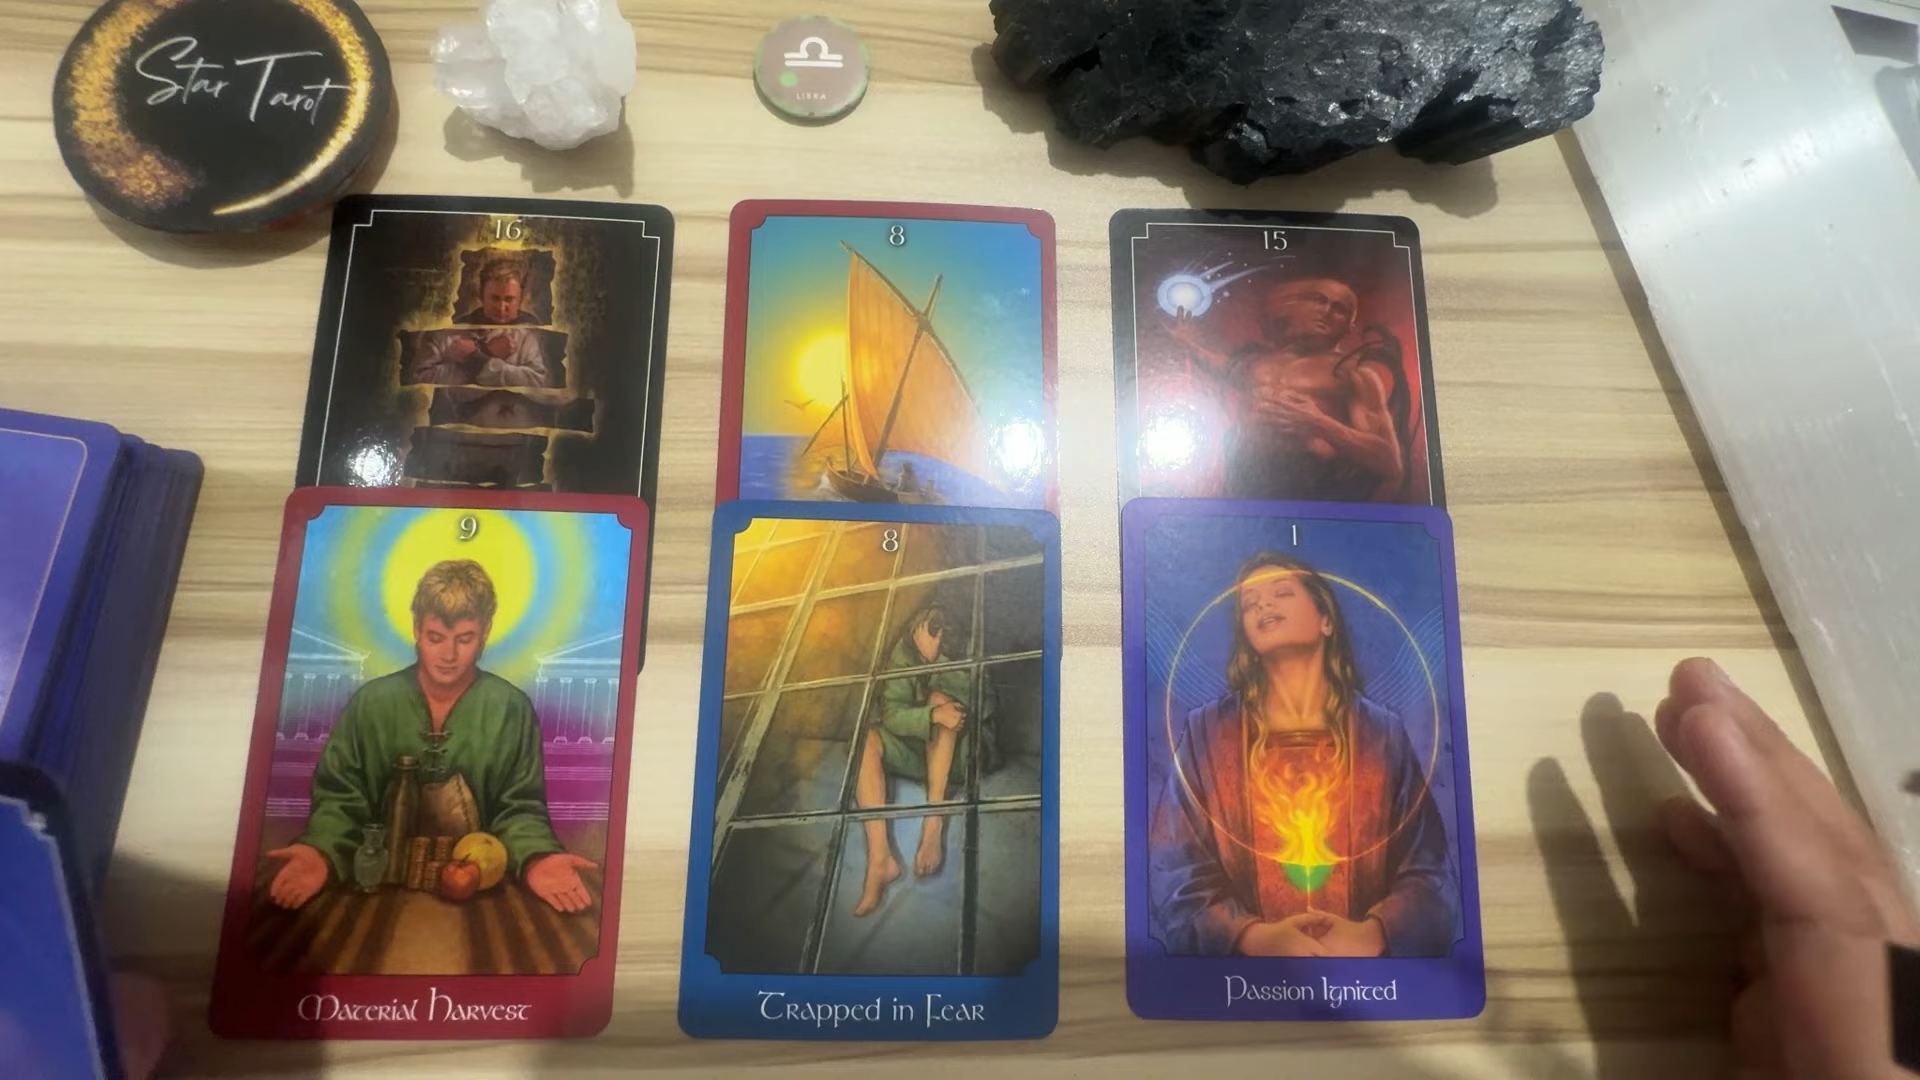 Star Tarot
LIBRA
16
8
15
9
8
1
Material Harvest
Trapped in Fear
Passion Ignited